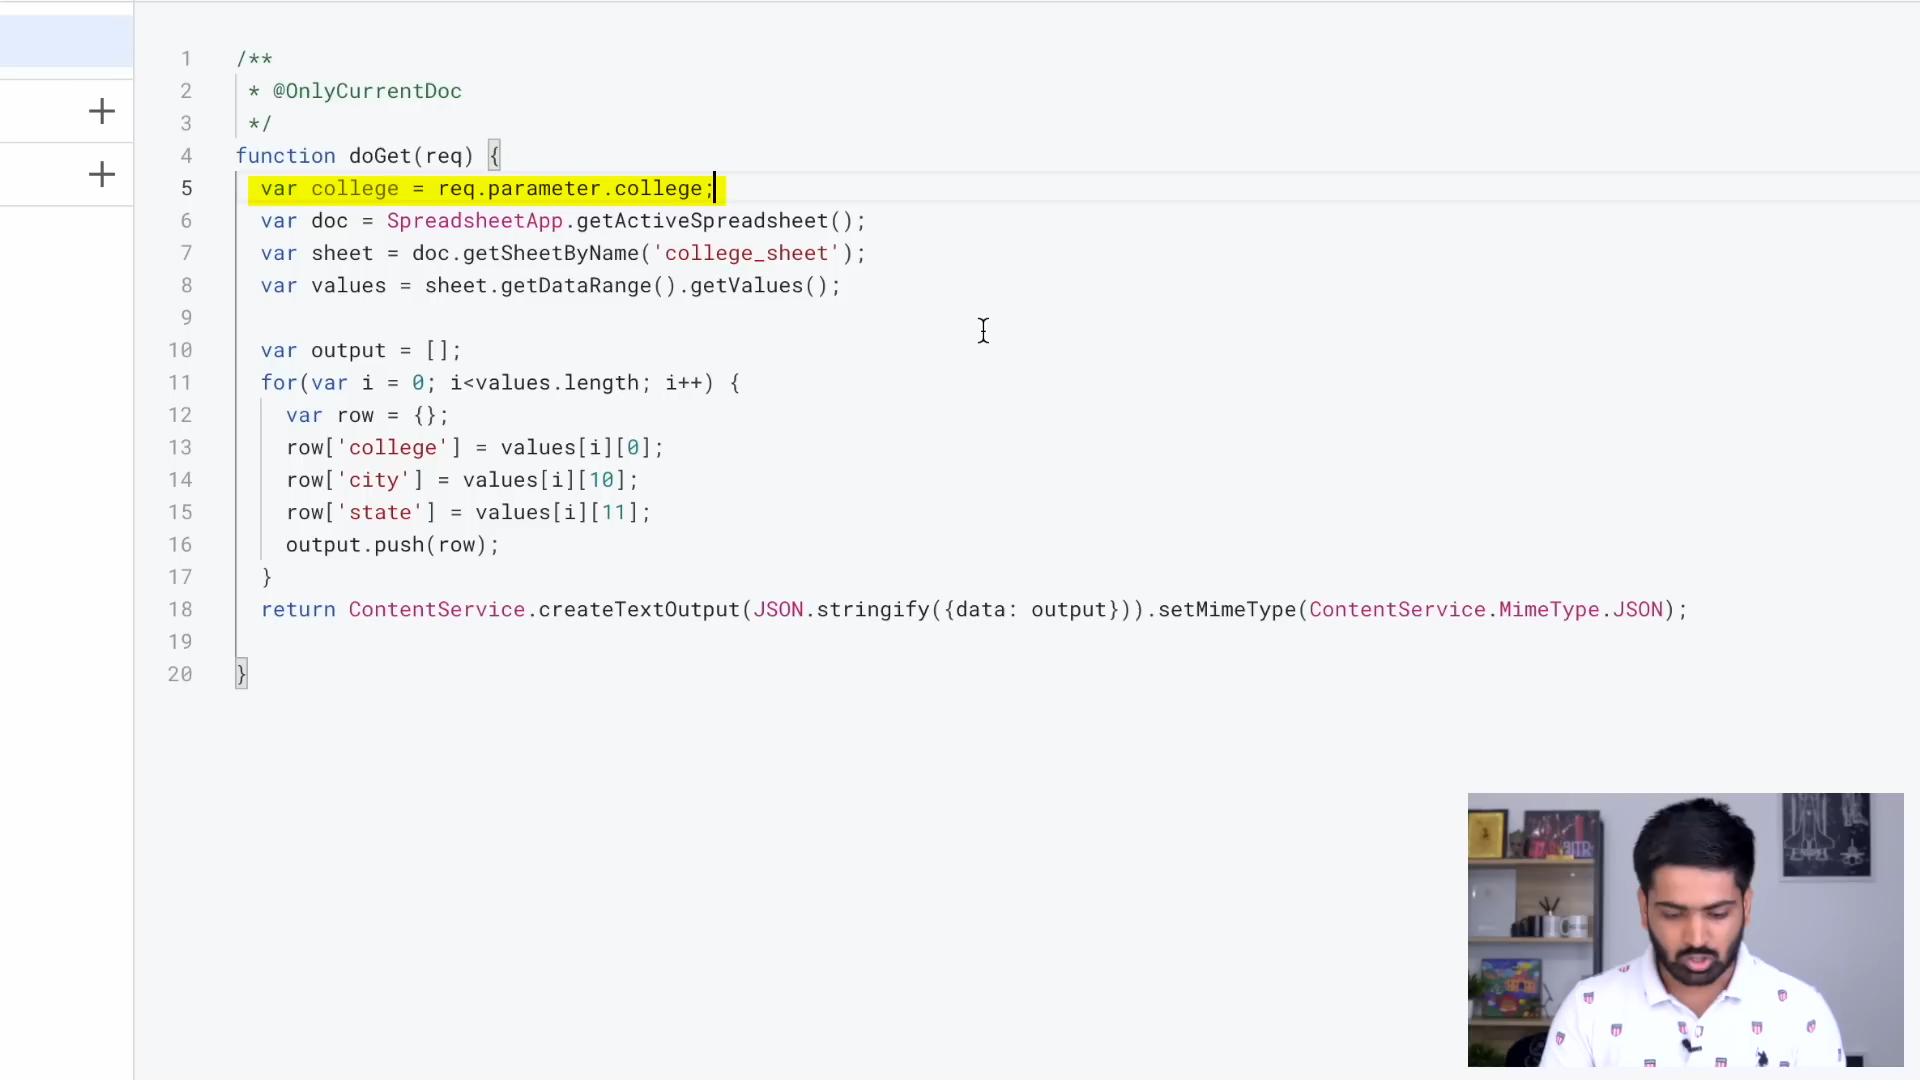 1 /**
2 * @OnlyCurrentDoc
3 */
4 function doGet(req) {
5 var college = req.parameter.college;
6 var doc = SpreadsheetApp.getActiveSpreadsheet();
7 var sheet = doc.getSheetByName('college_sheet');
8 var values = sheet.getDataRange().getValues();
9
10 var output = [];
11 for(var i = 0; i<values.length; i++) {
12 var row = {};
13 row['college'] = values[i][0];
14 row['city'] = values[i][10];
15 row['state'] = values[i][11];
16 output.push(row);
17 }
18 return ContentService.createTextOutput(JSON.stringify({data: output})).setMimeType(ContentService.MimeType.JSON);
19
20 }